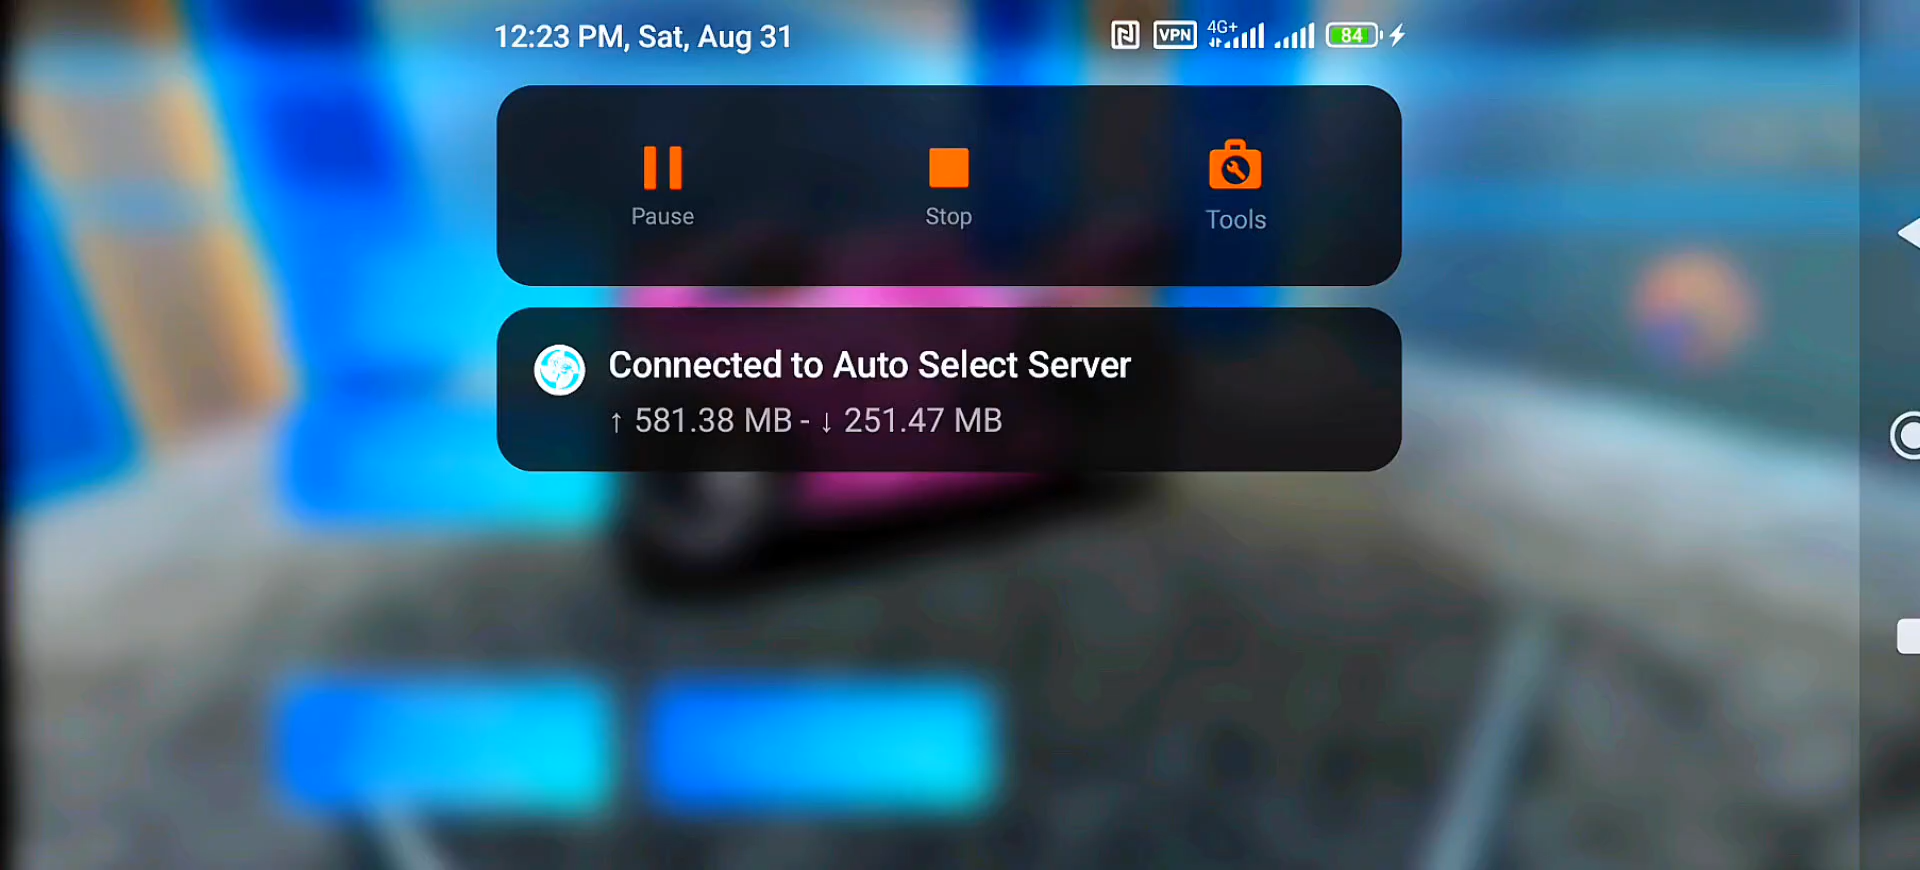 12:23 PM, Sat, Aug 31
VPN 4G+ 84
Pause Stop Tools
Connected to Auto Select Server
↑ 581.38 MB - ↓ 251.47 MB